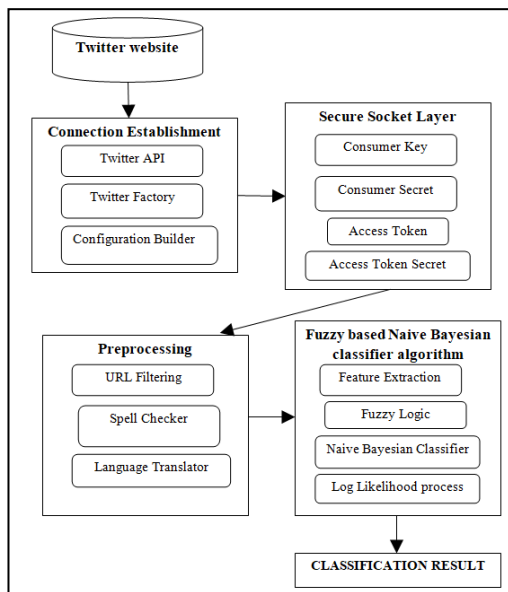 Twitter website
Connection Establishment
Twitter API
Twitter Factory
Configuration Builder
Secure Socket Layer
Consumer Key
Consumer Secret
Access Token
Access Token Secret
Preprocessing
URL Filtering
Spell Checker
Language Translator
Fuzzy based Naive Bayesian
classifier algorithm
Feature Extraction
Fuzzy Logic
Naive Bayesian Classifier
Log Likelihood process
CLASSIFICATION RESULT